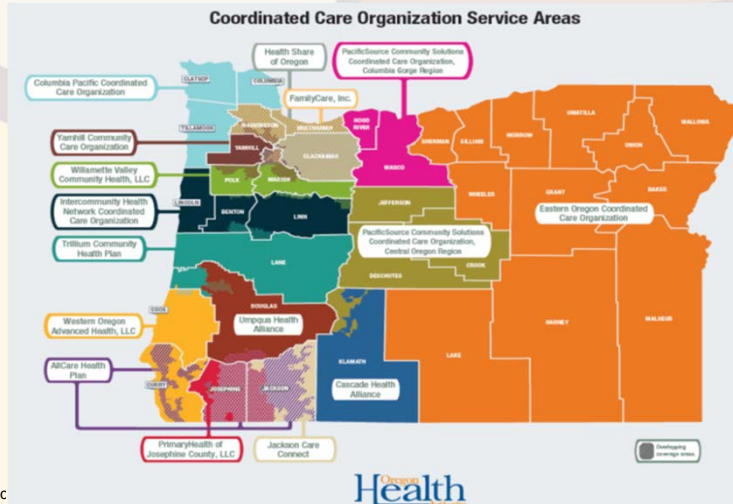 Coordinated Care Organization Service Areas
Health Share
of Oregon
PacificSource Community Solutions
Coordinated Care Organization,
Columbia Gorge Region
Columbia Pacific Coordinated
Care Organization
CLATSOP
COLUMBIA
FamilyCare, Inc.
TILLAMOOK
WASHINGTON
MULTNOMAH
HOOD
RIVER
Yamhill Community
Care Organization
YAMHILL
CLACKAMAS
WASCO
SHERMAN
GILLIAM
MORROW
UMATILLA
UNION
WALLOWA
Willamette Valley
Community Health, LLC
POLK
MARION
WHEELER
GRANT
BAKER
Intercommunity Health
Network Coordinated
Care Organization
LINCOLN
BENTON
LINN
JEFFERSON
Eastern Oregon Coordinated
Care Organization
PacificSource Community Solutions
Coordinated Care Organization,
Central Oregon Region
Trillium Community
Health Plan
LANE
CROOK
DESCHUTES
Western Oregon
Advanced Health, LLC
COOS
DOUGLAS
Umpqua Health
Alliance
HARNEY
MALHEUR
LAKE
KLAMATH
Cascade Health
Alliance
AllCare Health
Plan
CURRY
JOSEPHINE
JACKSON
PrimaryHealth of
Josephine County, LLC
Jackson Care
Connect
Overlapping
coverage areas
Oregon
Health